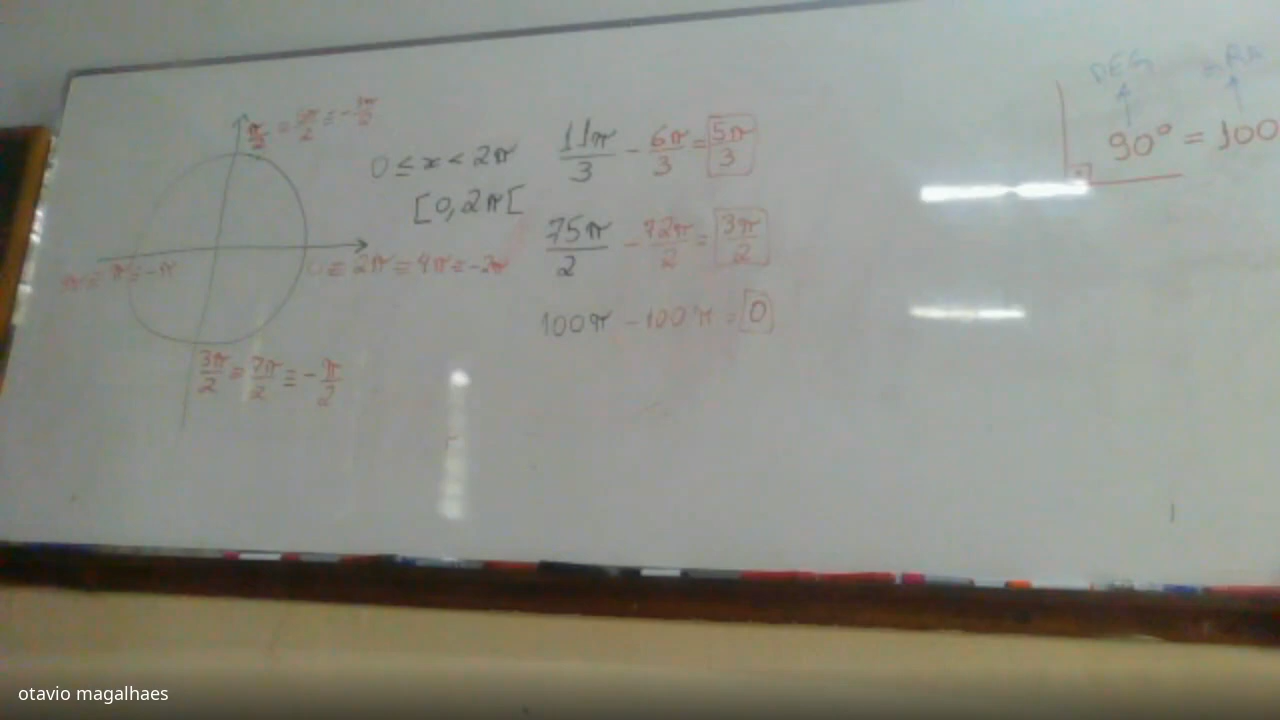 π/2 ≡ 5π/2 ≡ -3π/2
3π ≡ π ≡ -π
0 ≡ 2π ≡ 4π ≡ -2π
3π/2 ≡ 7π/2 ≡ -π/2
0 ≤ x < 2π
[0, 2π[
11π/3 - 6π/3 = 5π/3
75π/2 - 72π/2 = 3π/2
100π - 100π = 0
DEG
90° = 100
otavio magalhaes